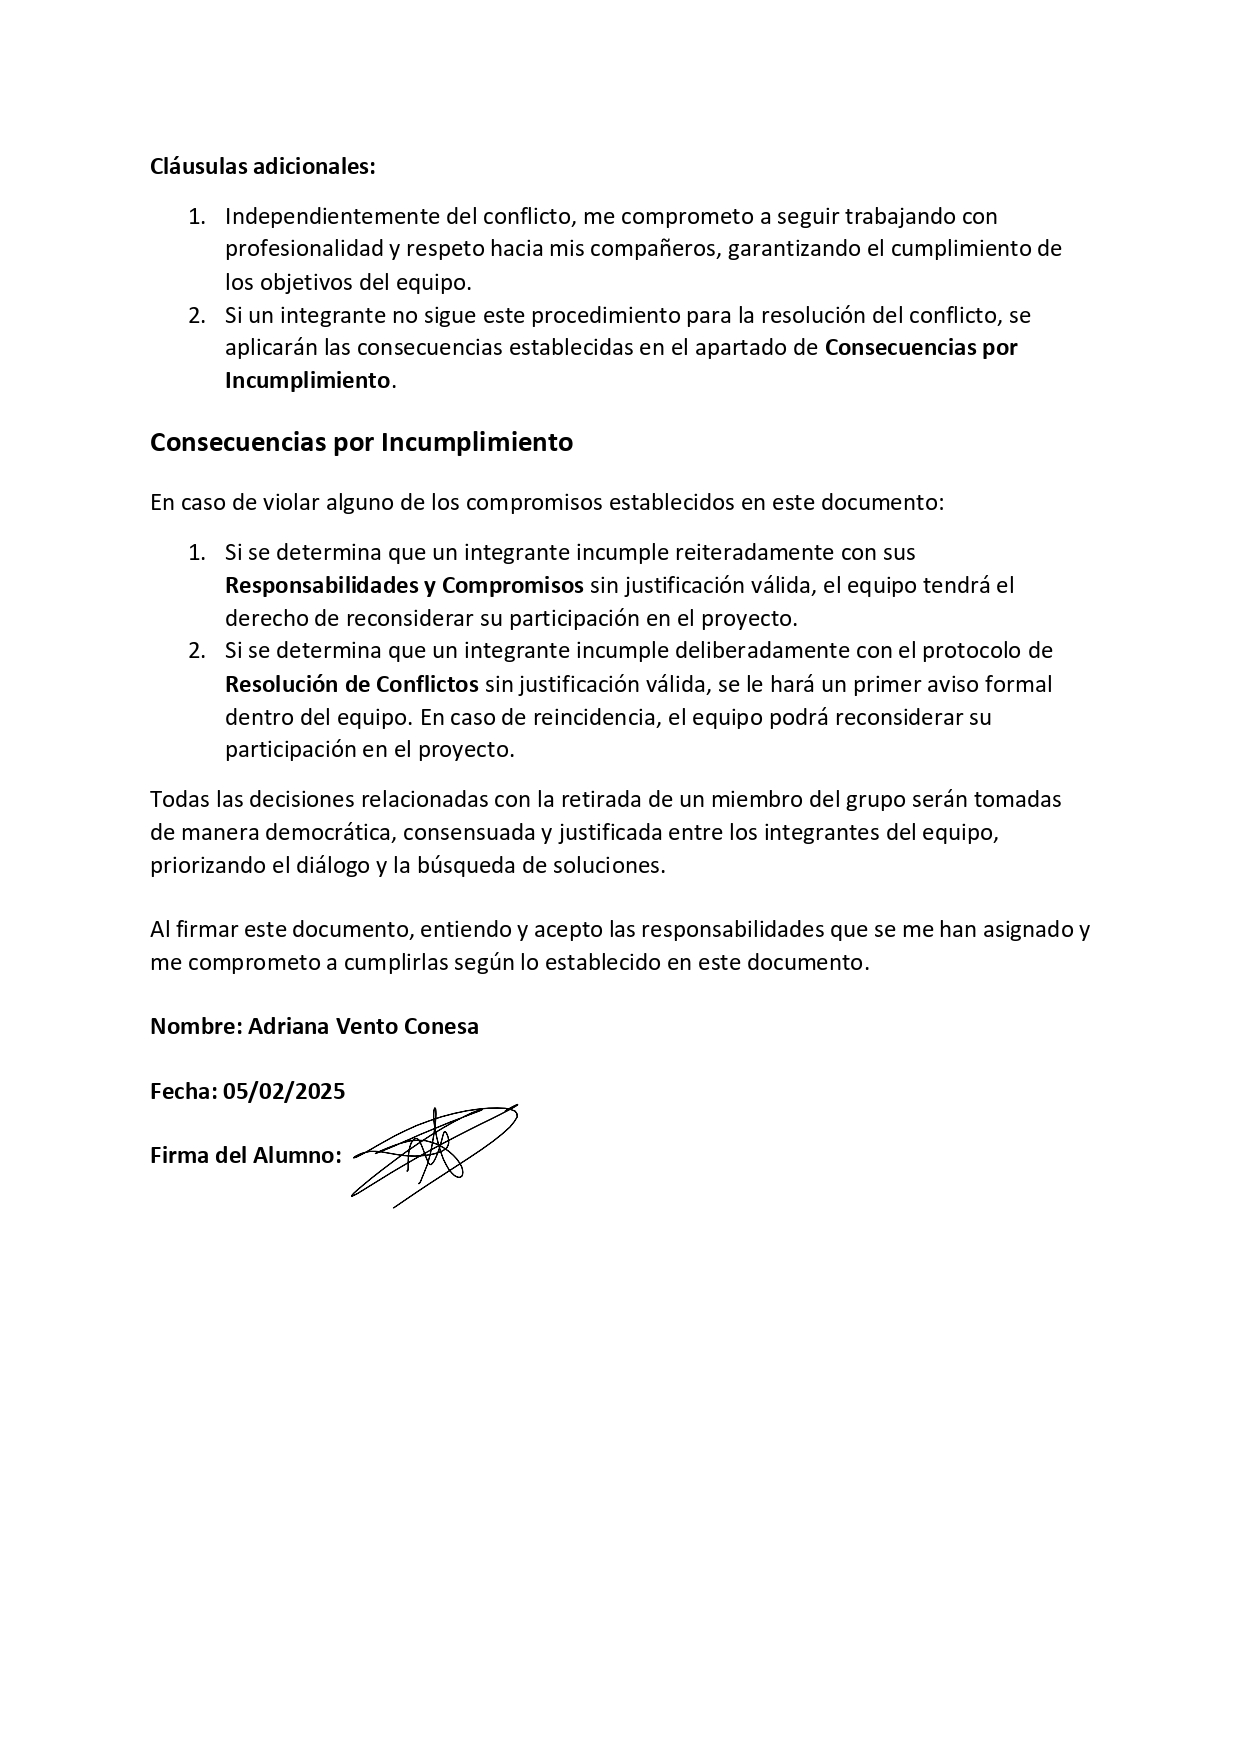 Cláusulas adicionales:
1. Independientemente del conflicto, me comprometo a seguir trabajando con
profesionalidad y respeto hacia mis compañeros, garantizando el cumplimiento de
los objetivos del equipo.
2. Si un integrante no sigue este procedimiento para la resolución del conflicto, se
aplicarán las consecuencias establecidas en el apartado de Consecuencias por
Incumplimiento.
Consecuencias por Incumplimiento
En caso de violar alguno de los compromisos establecidos en este documento:
1. Si se determina que un integrante incumple reiteradamente con sus
Responsabilidades y Compromisos sin justificación válida, el equipo tendrá el
derecho de reconsiderar su participación en el proyecto.
2. Si se determina que un integrante incumple deliberadamente con el protocolo de
Resolución de Conflictos sin justificación válida, se le hará un primer aviso formal
dentro del equipo. En caso de reincidencia, el equipo podrá reconsiderar su
participación en el proyecto.
Todas las decisiones relacionadas con la retirada de un miembro del grupo serán tomadas
de manera democrática, consensuada y justificada entre los integrantes del equipo,
priorizando el diálogo y la búsqueda de soluciones.
Al firmar este documento, entiendo y acepto las responsabilidades que se me han asignado y
me comprometo a cumplirlas según lo establecido en este documento.
Nombre: Adriana Vento Conesa
Fecha: 05/02/2025
Firma del Alumno: